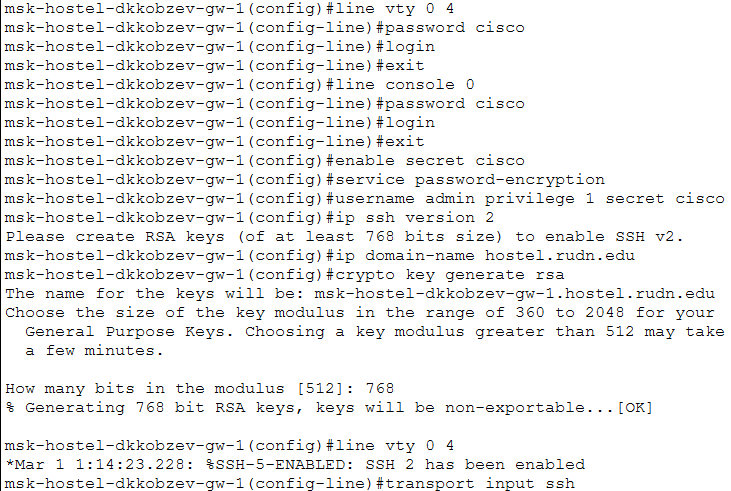 msk-hostel-dkkobzev-gw-1(config)#line vty 0 4
msk-hostel-dkkobzev-gw-1(config-line)#password cisco
msk-hostel-dkkobzev-gw-1(config-line)#login
msk-hostel-dkkobzev-gw-1(config-line)#exit
msk-hostel-dkkobzev-gw-1(config)#line console 0
msk-hostel-dkkobzev-gw-1(config-line)#password cisco
msk-hostel-dkkobzev-gw-1(config-line)#login
msk-hostel-dkkobzev-gw-1(config-line)#exit
msk-hostel-dkkobzev-gw-1(config)#enable secret cisco
msk-hostel-dkkobzev-gw-1(config)#service password-encryption
msk-hostel-dkkobzev-gw-1(config)#username admin privilege 1 secret cisco
msk-hostel-dkkobzev-gw-1(config)#ip ssh version 2
Please create RSA keys (of at least 768 bits size) to enable SSH v2.
msk-hostel-dkkobzev-gw-1(config)#ip domain-name hostel.rudn.edu
msk-hostel-dkkobzev-gw-1(config)#crypto key generate rsa
The name for the keys will be: msk-hostel-dkkobzev-gw-1.hostel.rudn.edu
Choose the size of the key modulus in the range of 360 to 2048 for your
General Purpose Keys. Choosing a key modulus greater than 512 may take
a few minutes.
How many bits in the modulus [512]: 768
% Generating 768 bit RSA keys, keys will be non-exportable...[OK]
msk-hostel-dkkobzev-gw-1(config)#line vty 0 4
*Mar 1 1:14:23.228: %SSH-5-ENABLED: SSH 2 has been enabled
msk-hostel-dkkobzev-gw-1(config-line)#transport input ssh